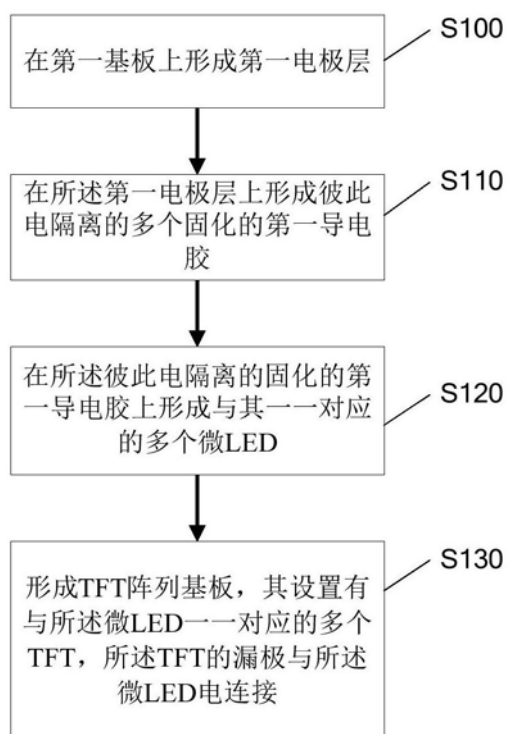 S100
在第一基板上形成第一电极层
S110
在所述第一电极层上形成彼此
电隔离的多个固化的第一导电
胶
S120
在所述彼此电隔离的固化的第
一导电胶上形成与其一一对应
的多个微LED
S130
形成TFT阵列基板，其设置有
与所述微LED一一对应的多个
TFT，所述TFT的漏极与所述
微LED电连接